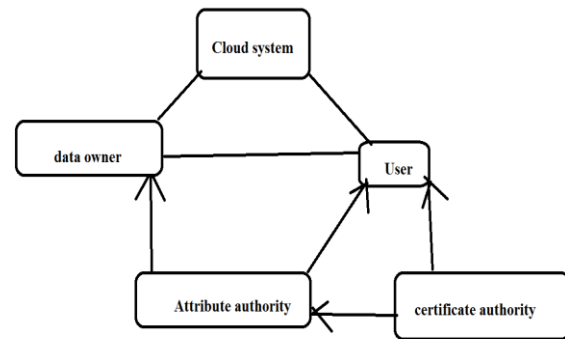 Cloud system
data owner
User
Attribute authority
certificate authority